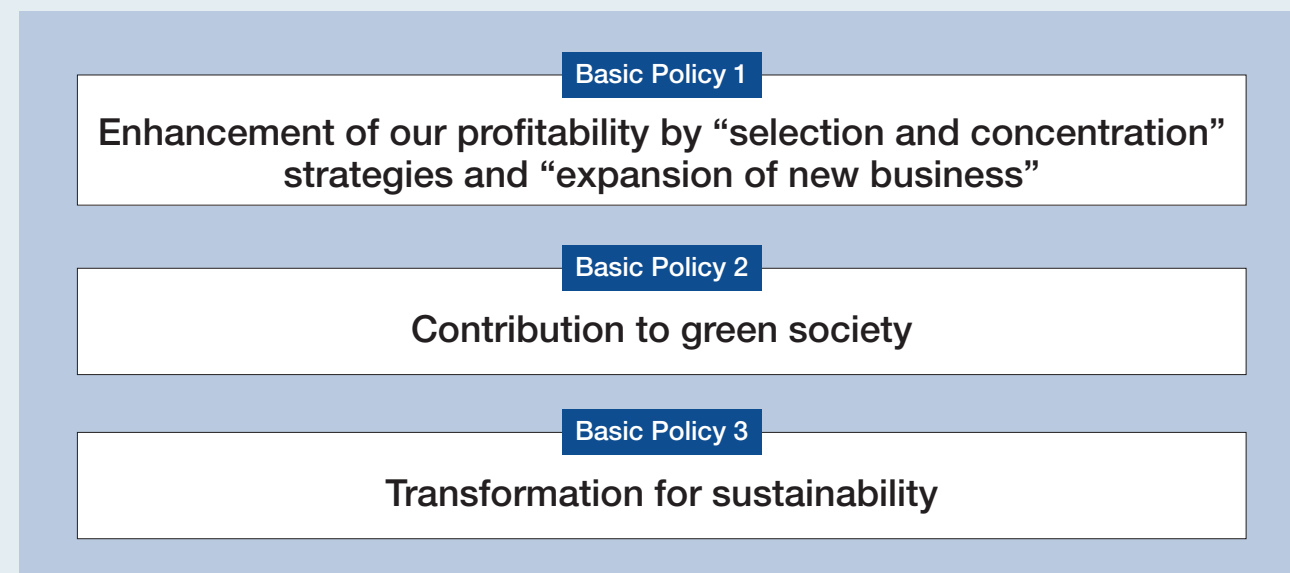 Basic Policy 1
Enhancement of our profitability by “selection and concentration”
strategies and “expansion of new business”
Basic Policy 2
Contribution to green society
Basic Policy 3
Transformation for sustainability